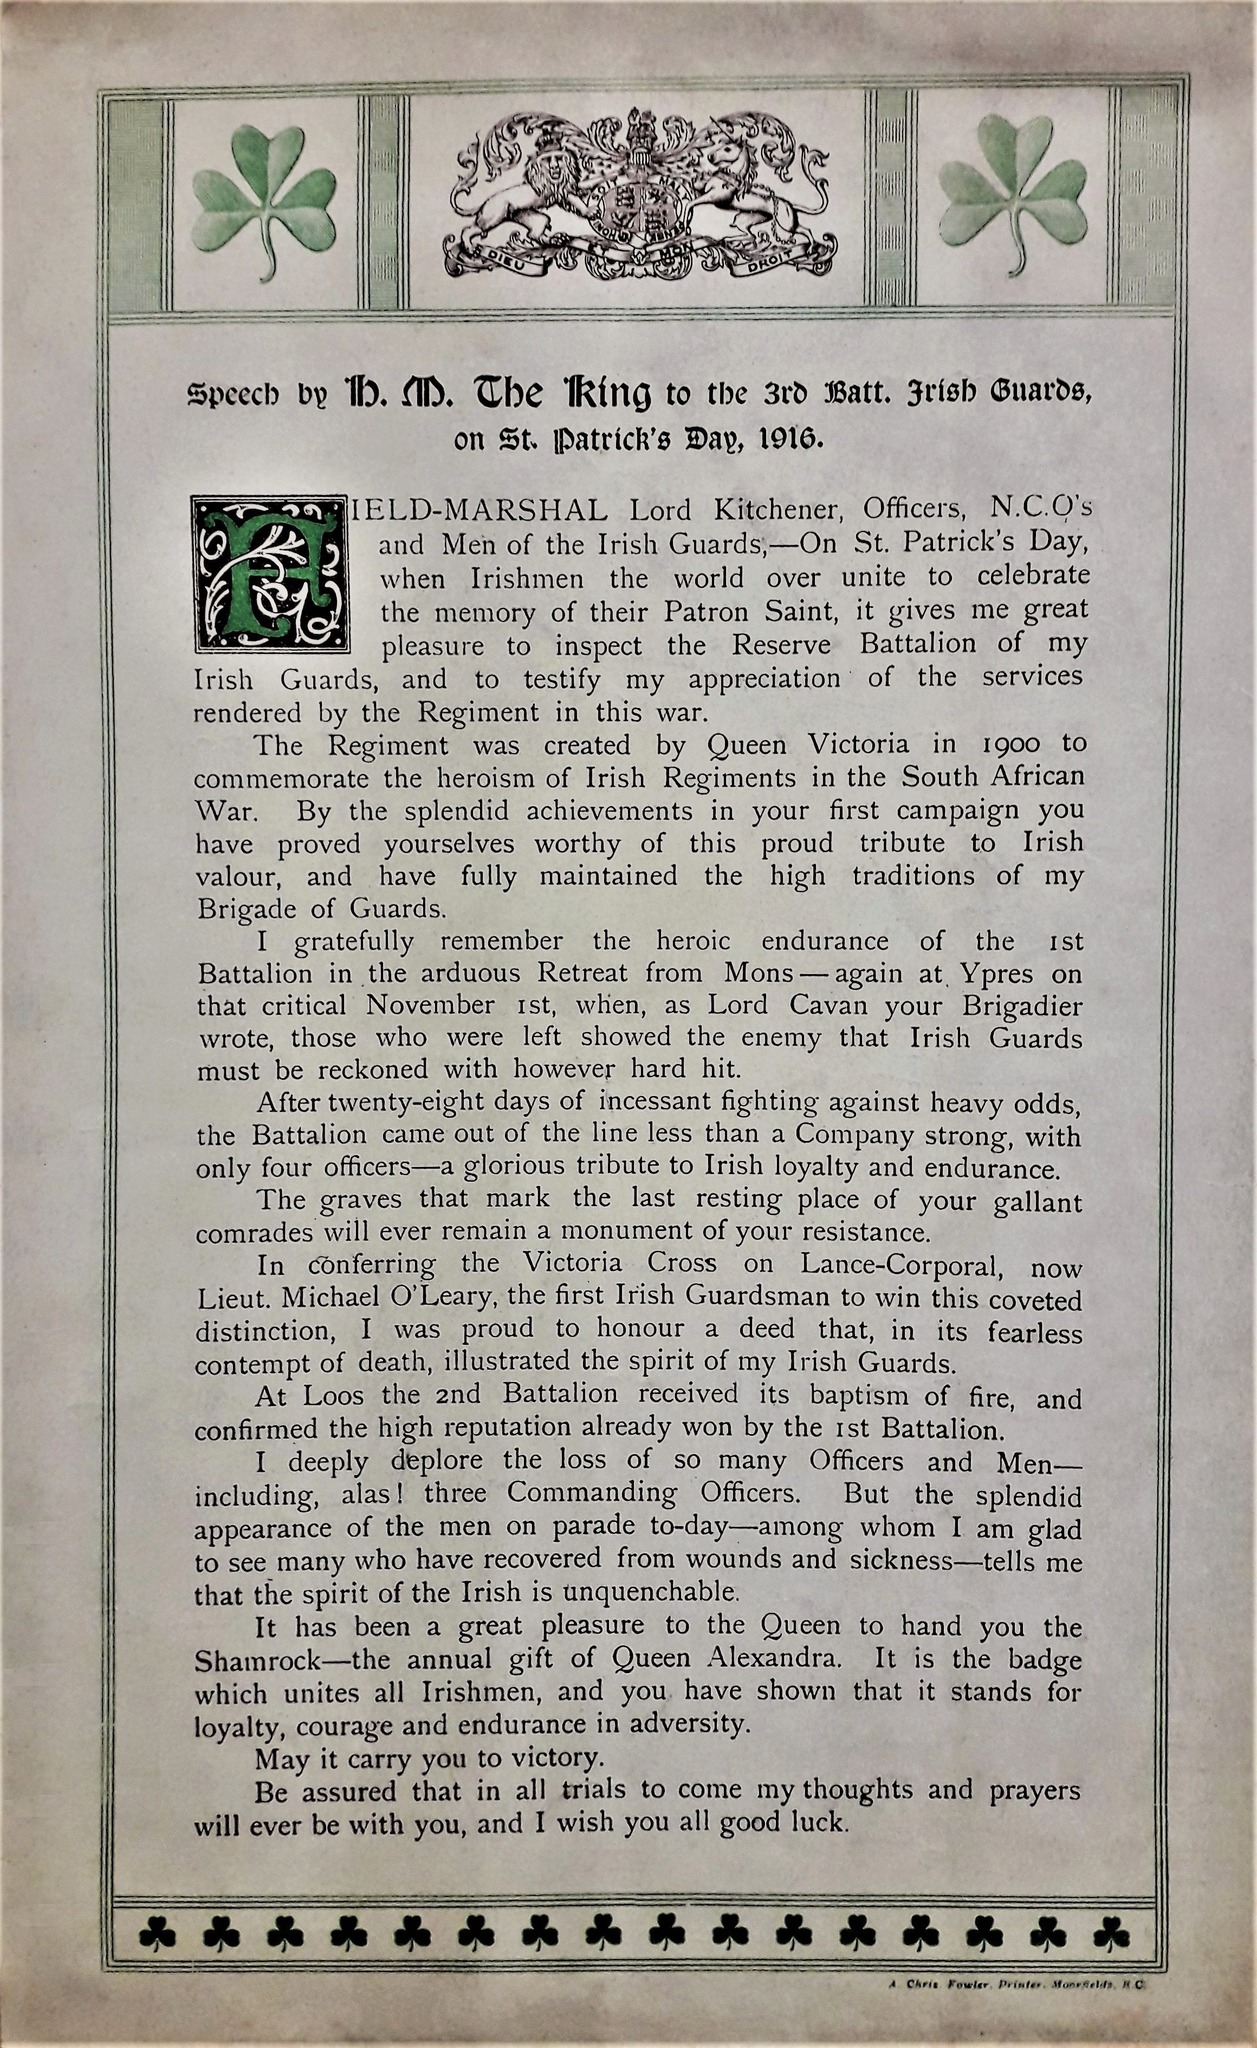 DIEU ET MON DROIT
Speech by H. M. The King to the 3rd Batt. Irish Guards,
on St. Patrick's Day, 1916.
FIELD-MARSHAL Lord Kitchener, Officers, N.C.O's
and Men of the Irish Guards,—On St. Patrick's Day,
when Irishmen the world over unite to celebrate
the memory of their Patron Saint, it gives me great
pleasure to inspect the Reserve Battalion of my
Irish Guards, and to testify my appreciation of the services
rendered by the Regiment in this war.
The Regiment was created by Queen Victoria in 1900 to
commemorate the heroism of Irish Regiments in the South African
War. By the splendid achievements in your first campaign you
have proved yourselves worthy of this proud tribute to Irish
valour, and have fully maintained the high traditions of my
Brigade of Guards.
I gratefully remember the heroic endurance of the 1st
Battalion in the arduous Retreat from Mons—again at Ypres on
that critical November 1st, when, as Lord Cavan your Brigadier
wrote, those who were left showed the enemy that Irish Guards
must be reckoned with however hard hit.
After twenty-eight days of incessant fighting against heavy odds,
the Battalion came out of the line less than a Company strong, with
only four officers—a glorious tribute to Irish loyalty and endurance.
The graves that mark the last resting place of your gallant
comrades will ever remain a monument of your resistance.
In conferring the Victoria Cross on Lance-Corporal, now
Lieut. Michael O'Leary, the first Irish Guardsman to win this coveted
distinction, I was proud to honour a deed that, in its fearless
contempt of death, illustrated the spirit of my Irish Guards.
At Loos the 2nd Battalion received its baptism of fire, and
confirmed the high reputation already won by the 1st Battalion.
I deeply deplore the loss of so many Officers and Men—
including, alas! three Commanding Officers. But the splendid
appearance of the men on parade to-day—among whom I am glad
to see many who have recovered from wounds and sickness—tells me
that the spirit of the Irish is unquenchable.
It has been a great pleasure to the Queen to hand you the
Shamrock—the annual gift of Queen Alexandra. It is the badge
which unites all Irishmen, and you have shown that it stands for
loyalty, courage and endurance in adversity.
May it carry you to victory.
Be assured that in all trials to come my thoughts and prayers
will ever be with you, and I wish you all good luck.
A. Chris Fowler, Printer, Moorfields, E.C.